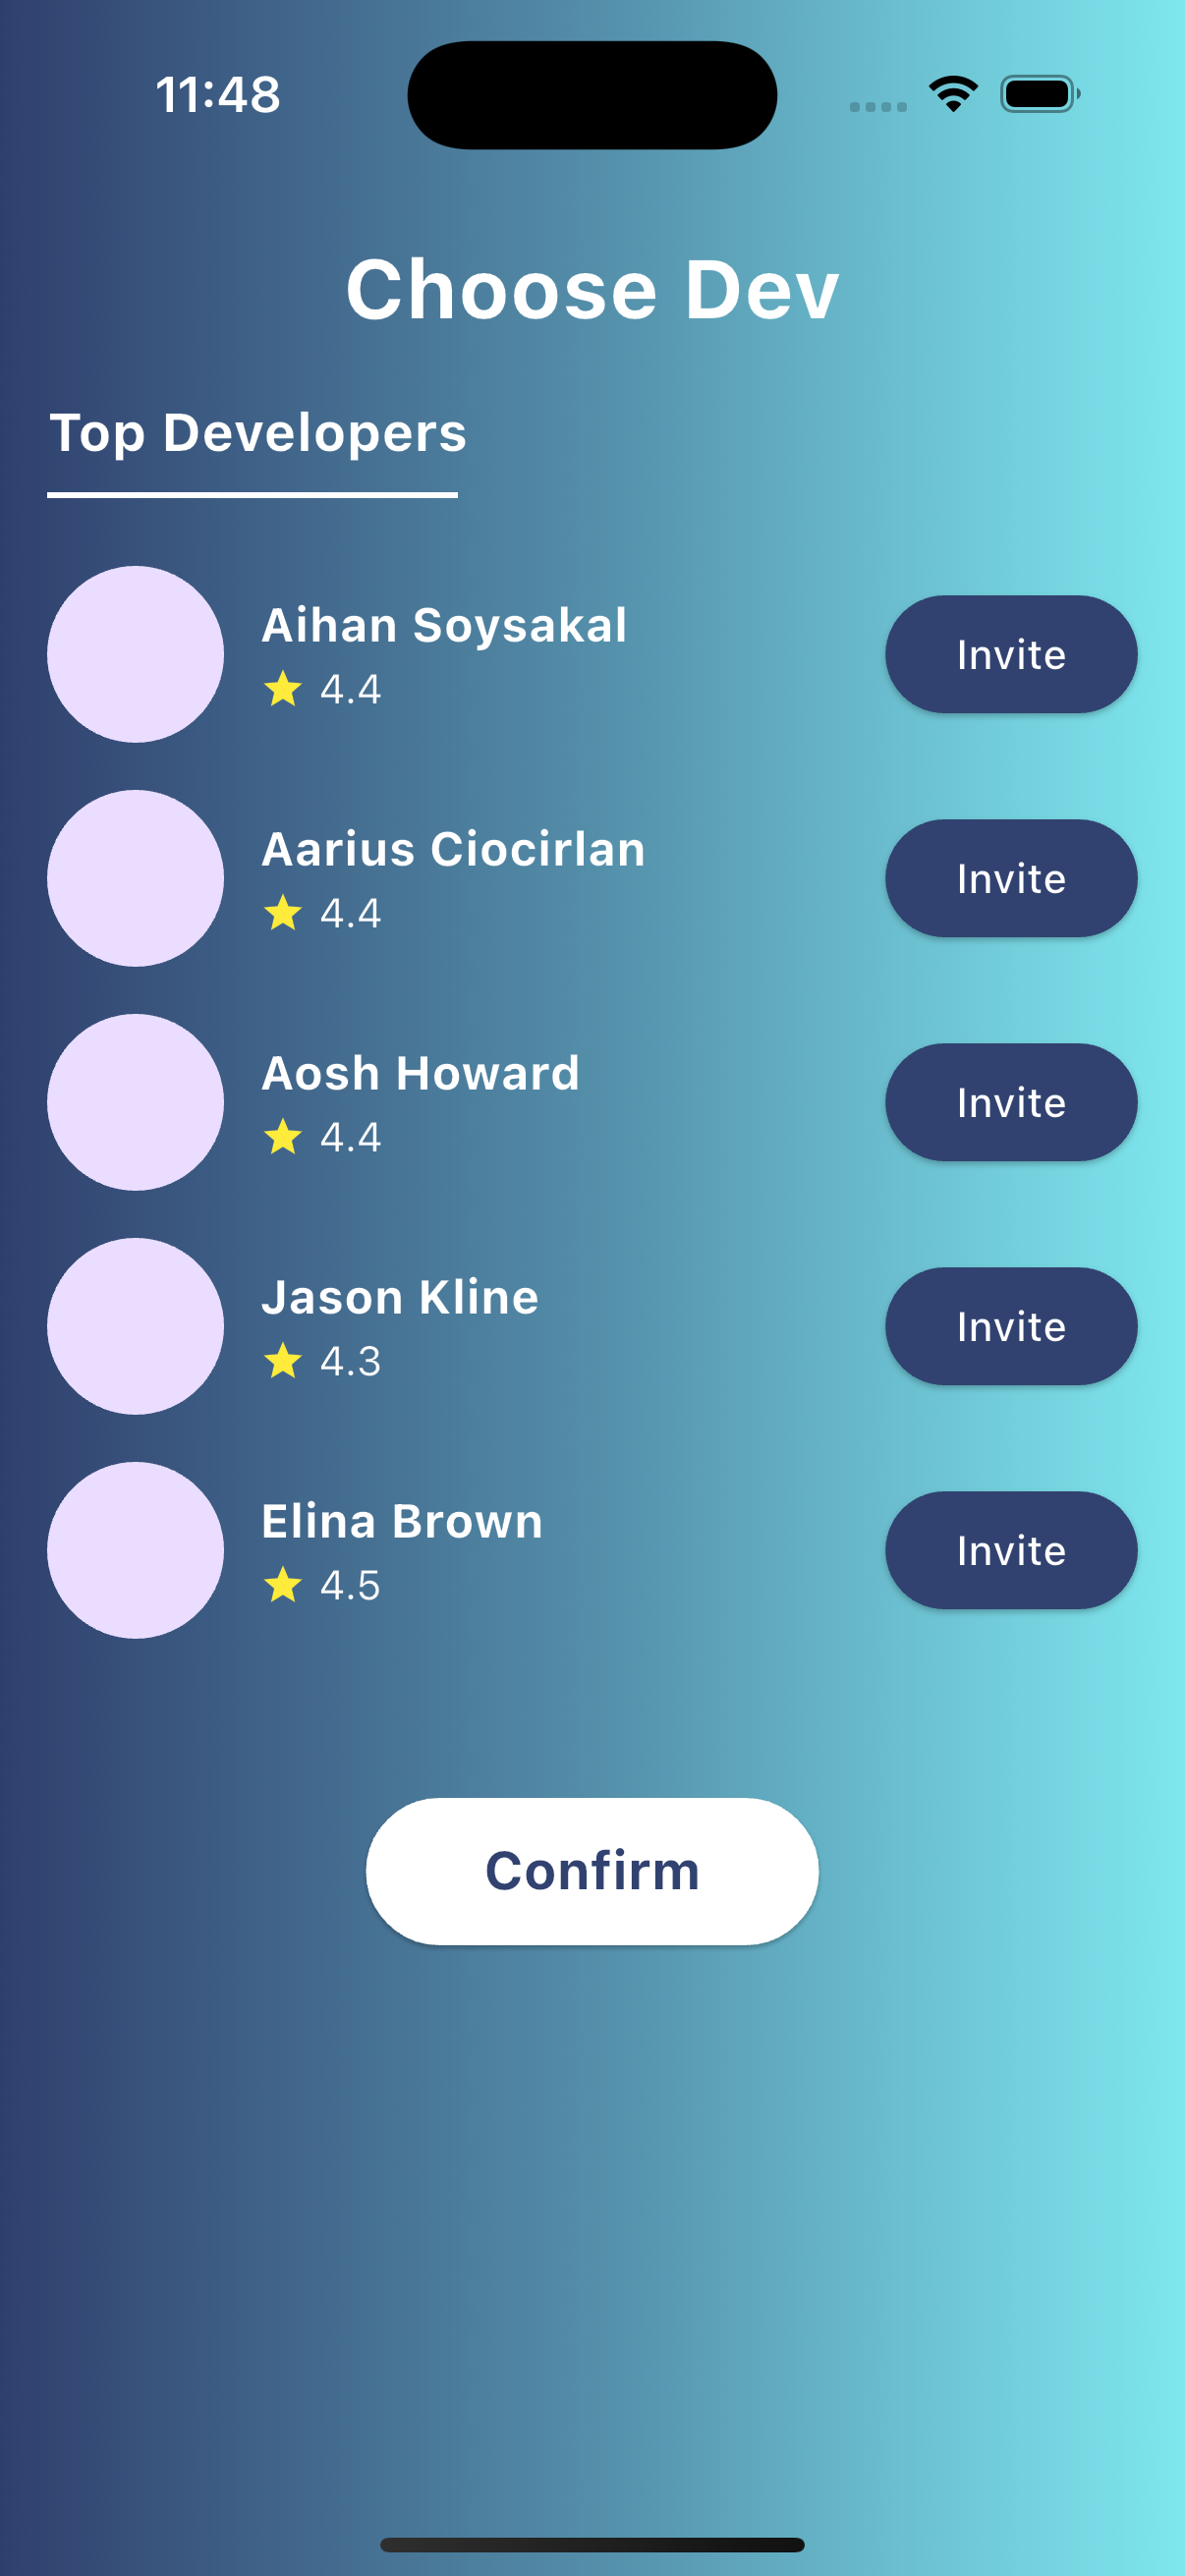 11:48
Choose Dev
Top Developers
Aihan Soysakal
4.4
Invite
Aarius Ciocirlan
4.4
Invite
Aosh Howard
4.4
Invite
Jason Kline
4.3
Invite
Elina Brown
4.5
Invite
Confirm